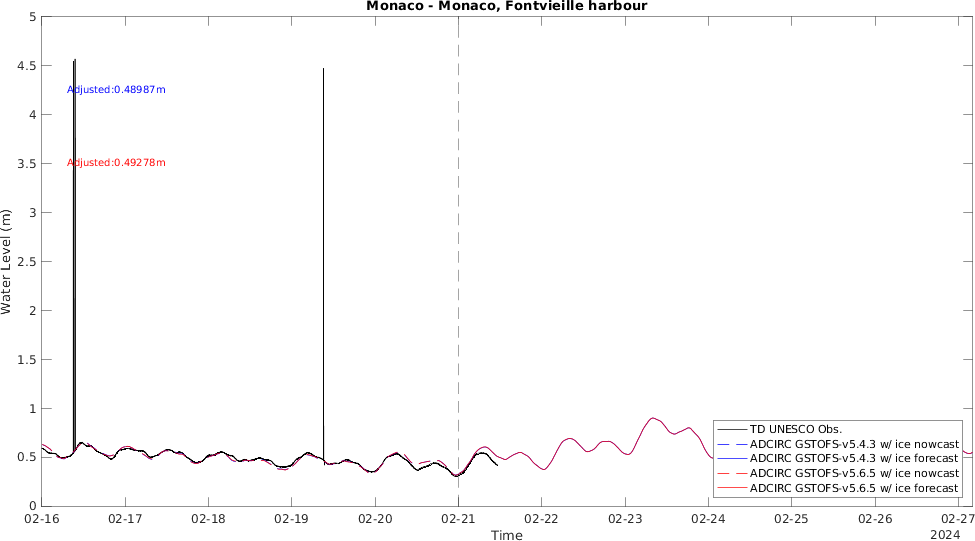 Monaco - Monaco, Fontvieille harbour
5
4.5
Adjusted:0.48987m
4
3.5
Adjusted:0.49278m
3
Water Level (m)
2.5
2
1.5
1
0.5
0
TD UNESCO Obs.
ADCIRC GSTOFS-v5.4.3 w/ ice nowcast
ADCIRC GSTOFS-v5.4.3 w/ ice forecast
ADCIRC GSTOFS-v5.6.5 w/ ice nowcast
ADCIRC GSTOFS-v5.6.5 w/ ice forecast
02-16 02-17 02-18 02-19 02-20 02-21 02-22 02-23 02-24 02-25 02-26 02-27
Time
2024